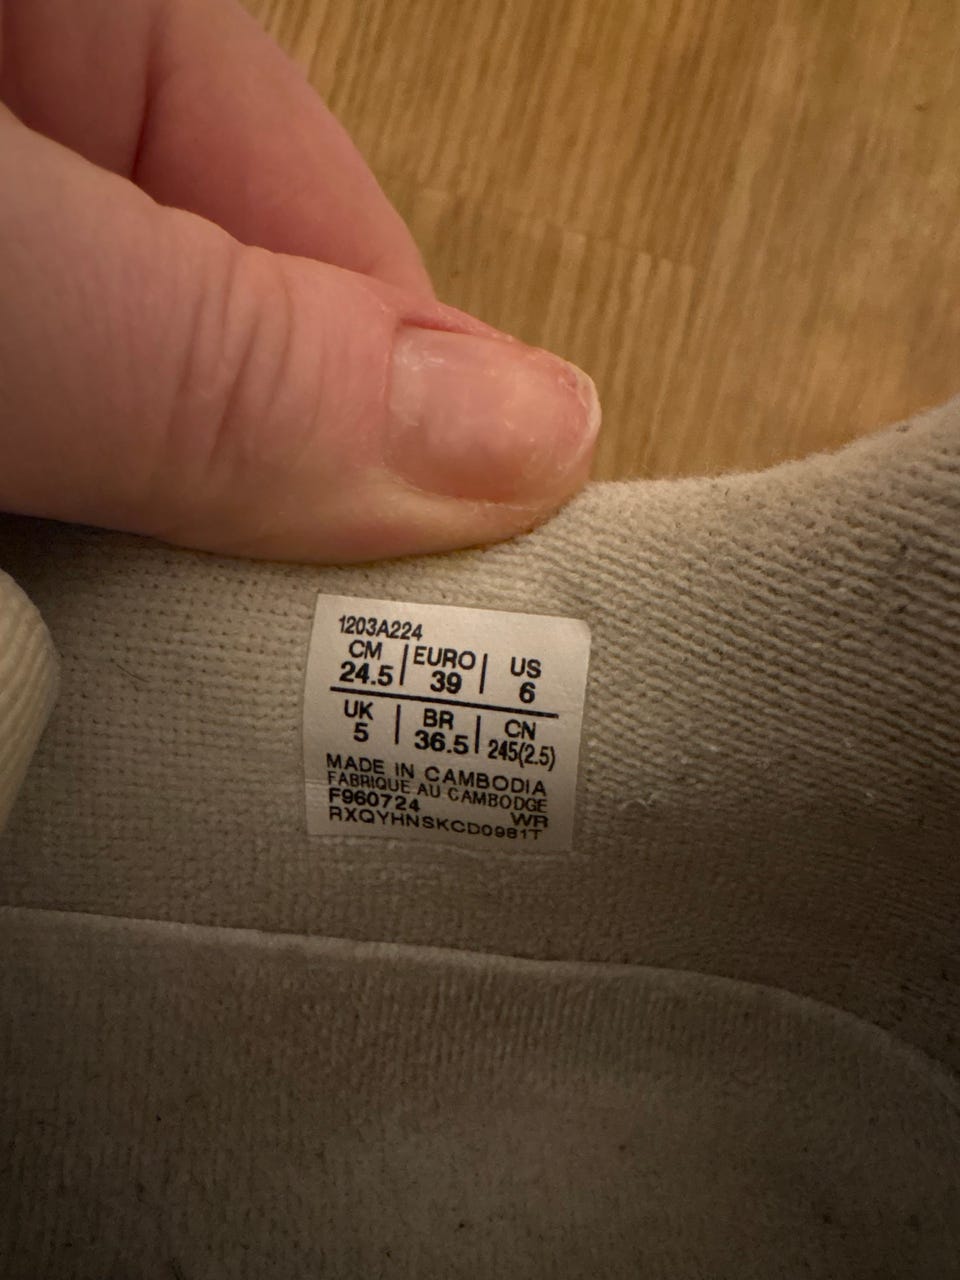 1203A224
CM | EURO | US
24.5 | 39 | 6
UK | BR | CN
5 | 36.5 | 245(2.5)
MADE IN CAMBODIA
FABRIQUE AU CAMBODGE
F960724 WR
RXQYHNSKCD0981T